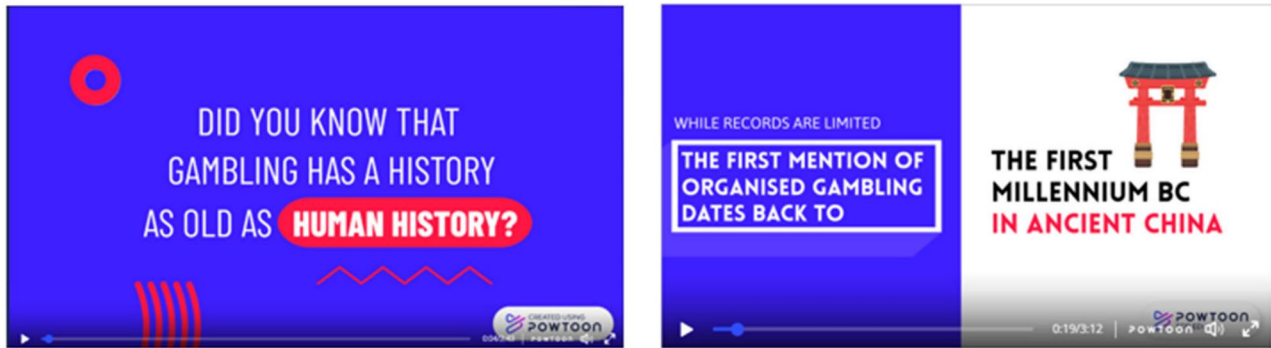 DID YOU KNOW THAT
GAMBLING HAS A HISTORY
AS OLD AS HUMAN HISTORY?
CREATED USING
POWTOON
POWTOON
WHILE RECORDS ARE LIMITED
THE FIRST MENTION OF
ORGANISED GAMBLING
DATES BACK TO
THE FIRST
MILLENNIUM BC
IN ANCIENT CHINA
POWTOON
0:19/3:12 POWTOON